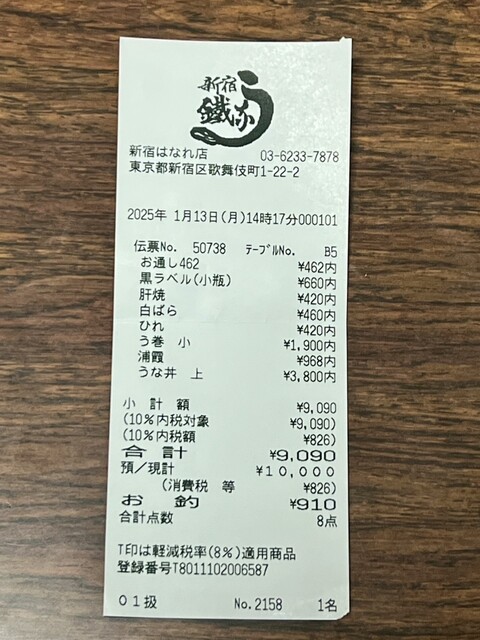 新宿
鐵亦
う
新宿はなれ店 03-6233-7878
東京都新宿区歌舞伎町1-22-2
2025年 1月13日(月)14時17分000101
伝票No. 50738 テーブルNo. B5
お通し462 ¥462内
黒ラベル(小瓶) ¥660内
肝焼 ¥420内
白ばら ¥460内
ひれ ¥420内
う巻 小 ¥1,900内
浦霞 ¥968内
うな丼 上 ¥3,800内
小 計 額 ¥9,090
(10%内税対象 ¥9,090)
(10%内税額 ¥826)
合 計 ¥9,090
預/現計 ¥10,000
(消費税 等 ¥826)
お 釣 ¥910
合計点数 8点
T印は軽減税率(8%)適用商品
登録番号T8011102006587
01扱 No.2158 1名